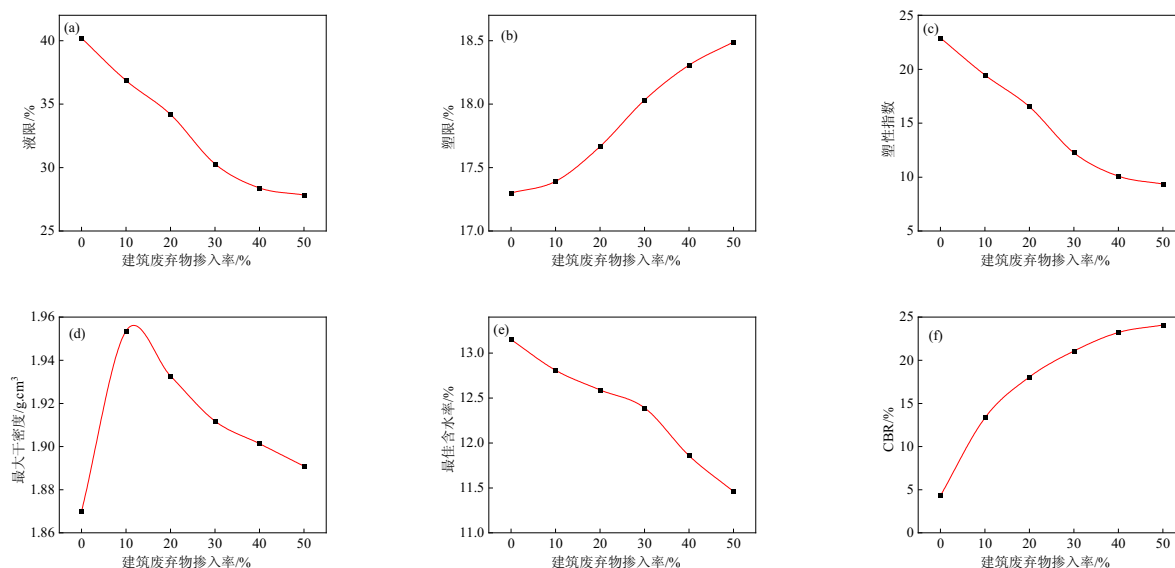 (a)
40
35
30
25
液限/%
0 10 20 30 40 50
建筑废弃物掺入率/%
(b)
18.5
18.0
17.5
17.0
塑限/%
0 10 20 30 40 50
建筑废弃物掺入率/%
(c)
25
20
15
10
5
塑性指数
0 10 20 30 40 50
建筑废弃物掺入率/%
(d)
1.96
1.94
1.92
1.90
1.88
1.86
最大干密度/g.cm³
0 10 20 30 40 50
建筑废弃物掺入率/%
(e)
13.0
12.5
12.0
11.5
11.0
最佳含水率/%
0 10 20 30 40 50
建筑废弃物掺入率/%
(f)
25
20
15
10
5
0
CBR/%
0 10 20 30 40 50
建筑废弃物掺入率/%